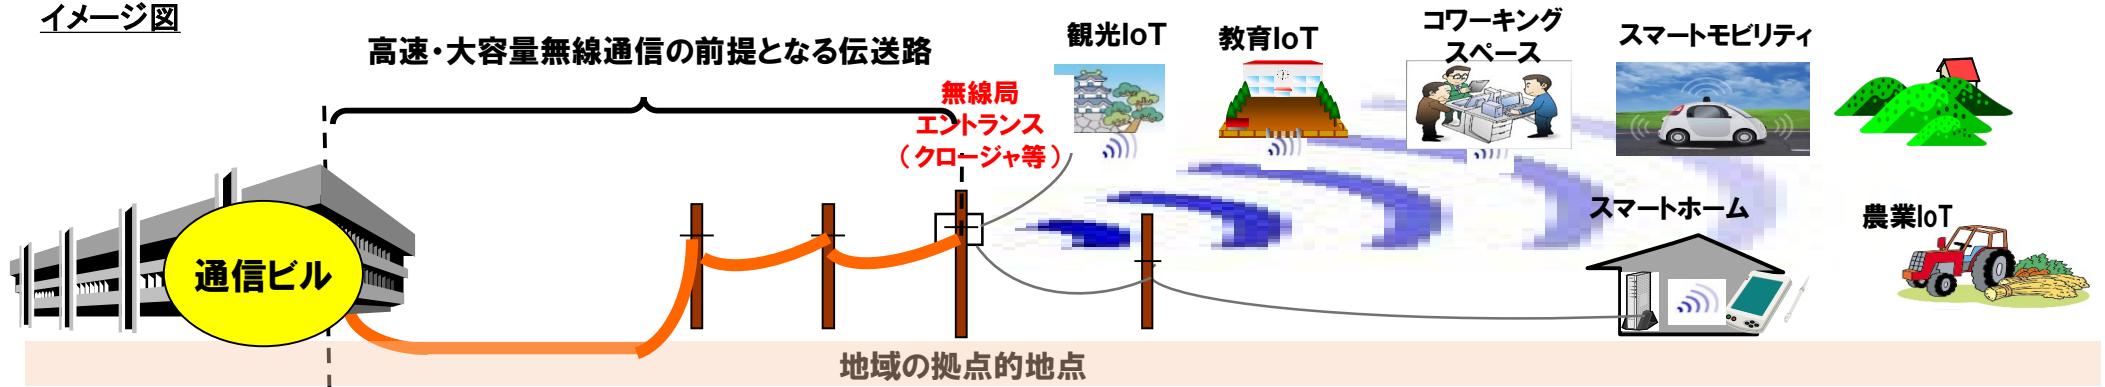 イメージ図
高速・大容量無線通信の前提となる伝送路
無線局
エントランス
（クロージャ等）
観光IoT
教育IoT
コワーキング
スペース
スマートモビリティ
スマートホーム
農業IoT
通信ビル
地域の拠点的地点